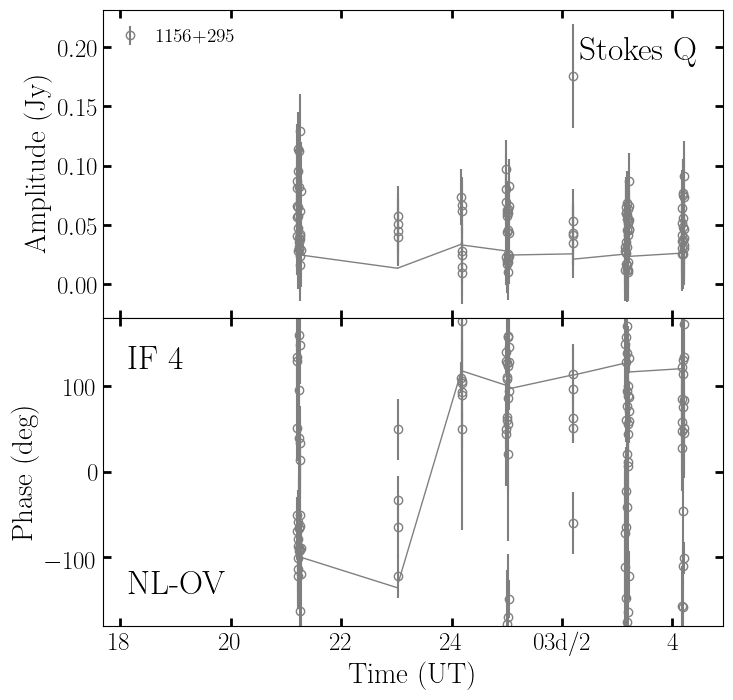 0.20
0.15
0.10
0.05
0.00
Amplitude (Jy)
1156+295
Stokes Q
100
0
−100
Phase (deg)
IF 4
NL-OV
18 20 22 24 03d/2 4
Time (UT)